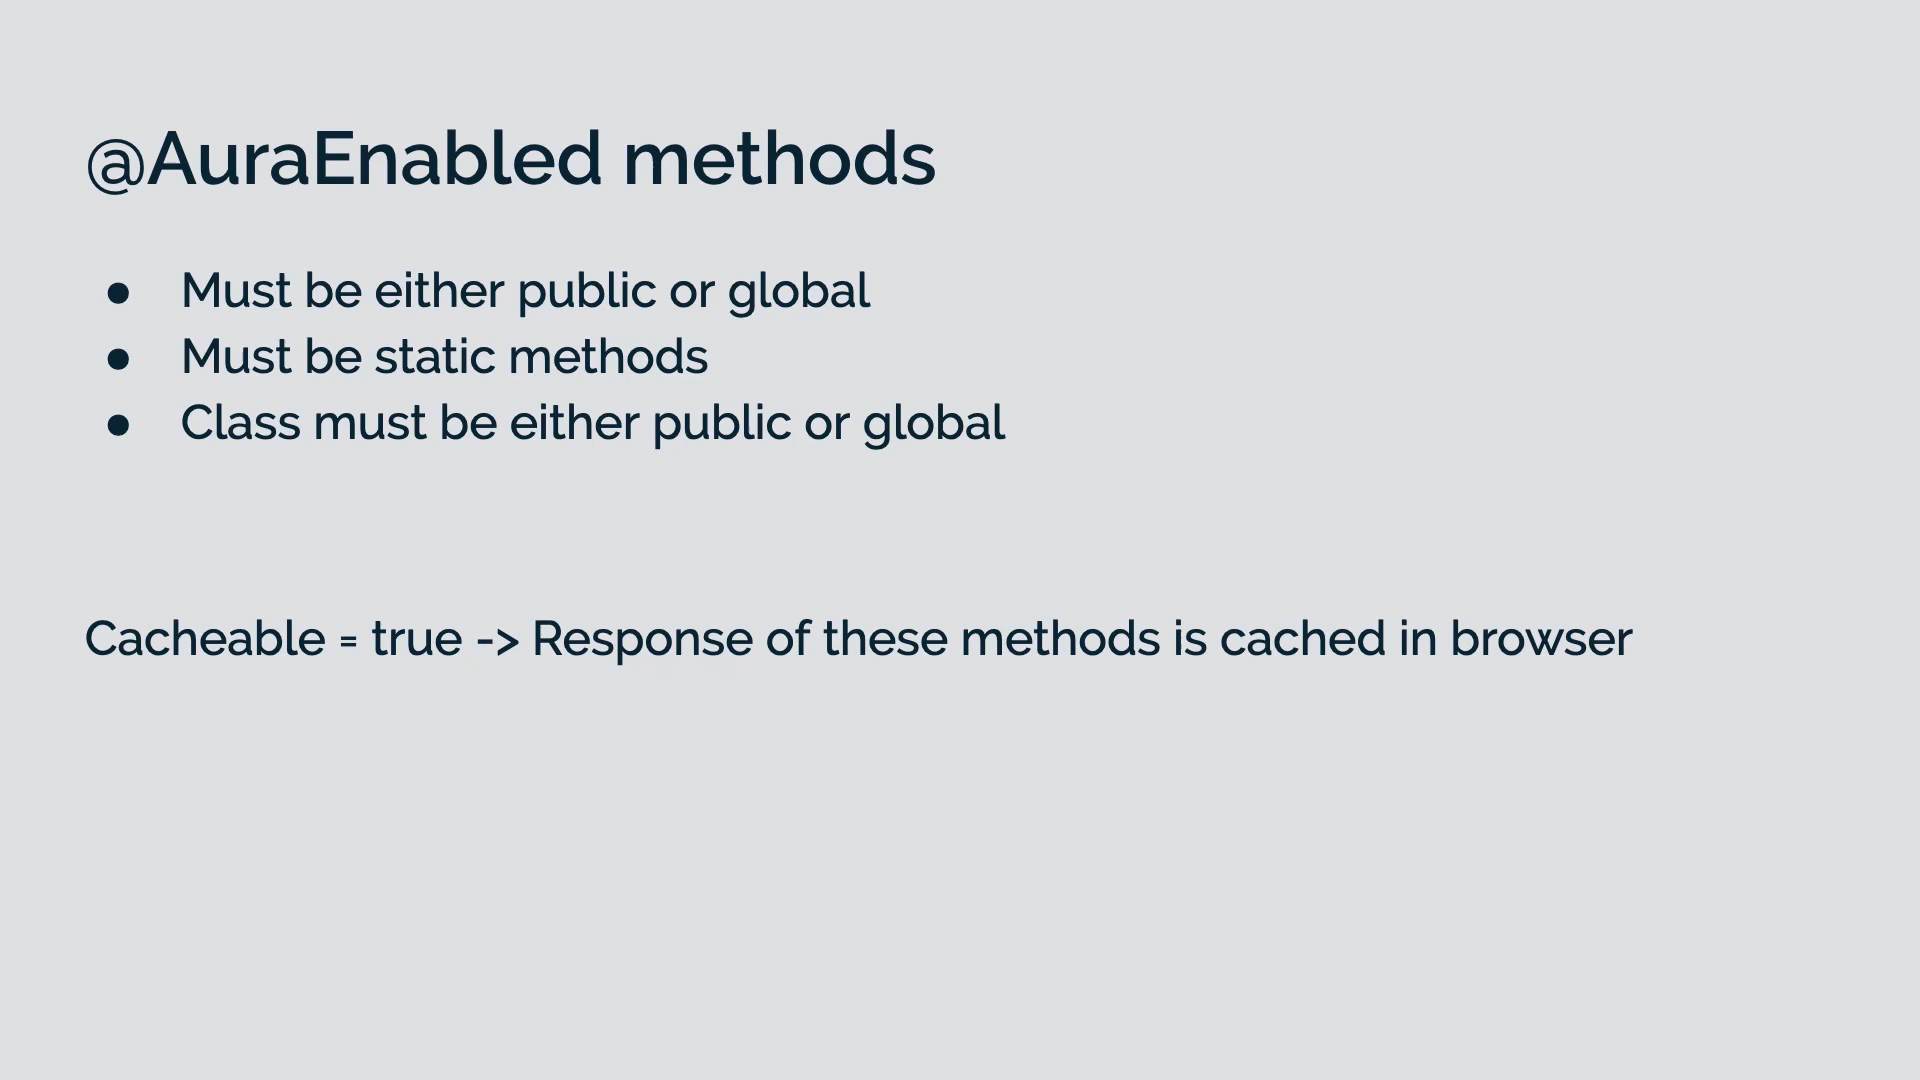 @AuraEnabled methods
● Must be either public or global
● Must be static methods
● Class must be either public or global
Cacheable = true -> Response of these methods is cached in browser